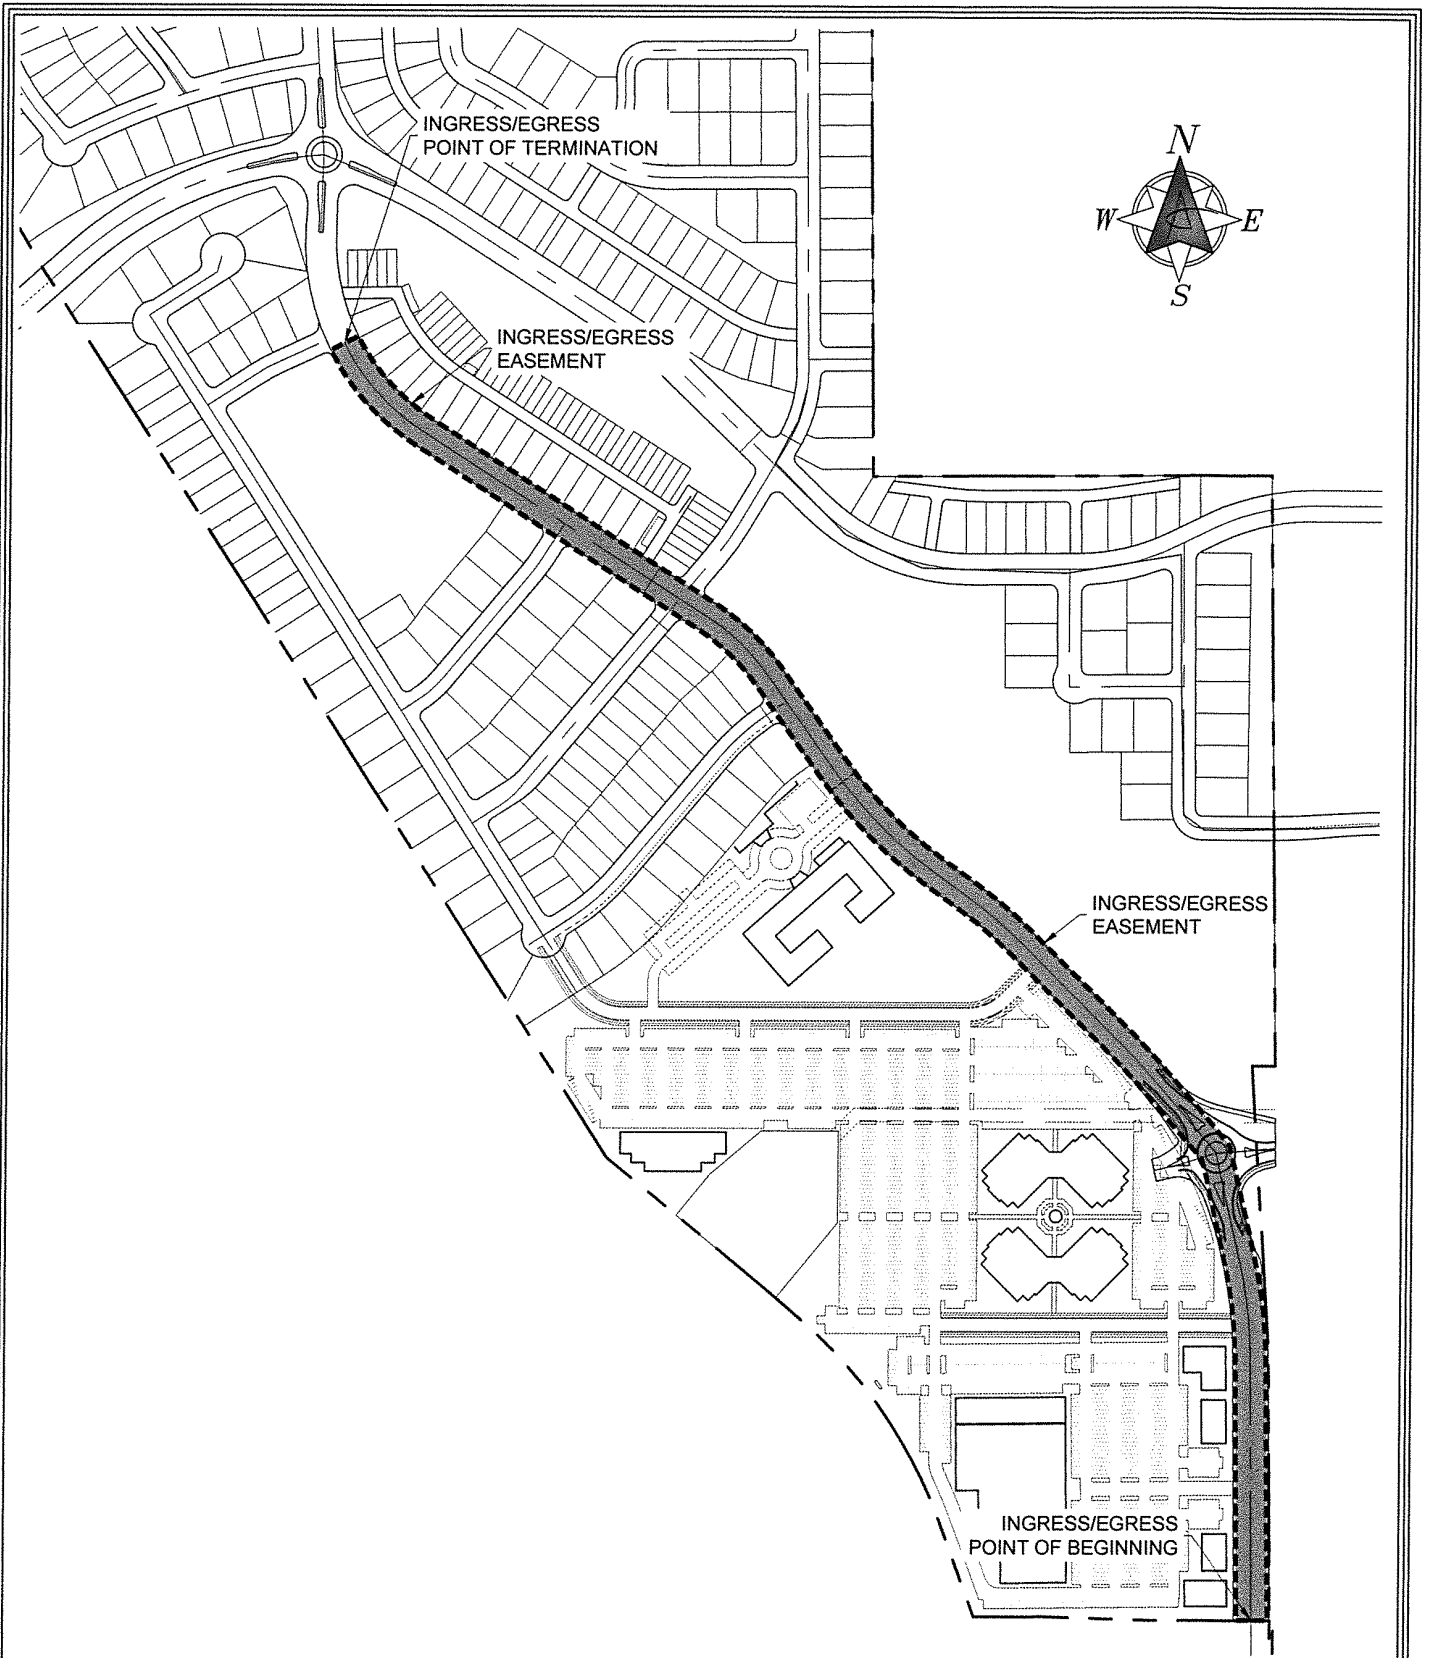 INGRESS/EGRESS
POINT OF TERMINATION
N
W
E
S
INGRESS/EGRESS
EASEMENT
INGRESS/EGRESS
EASEMENT
INGRESS/EGRESS
POINT OF BEGINNING